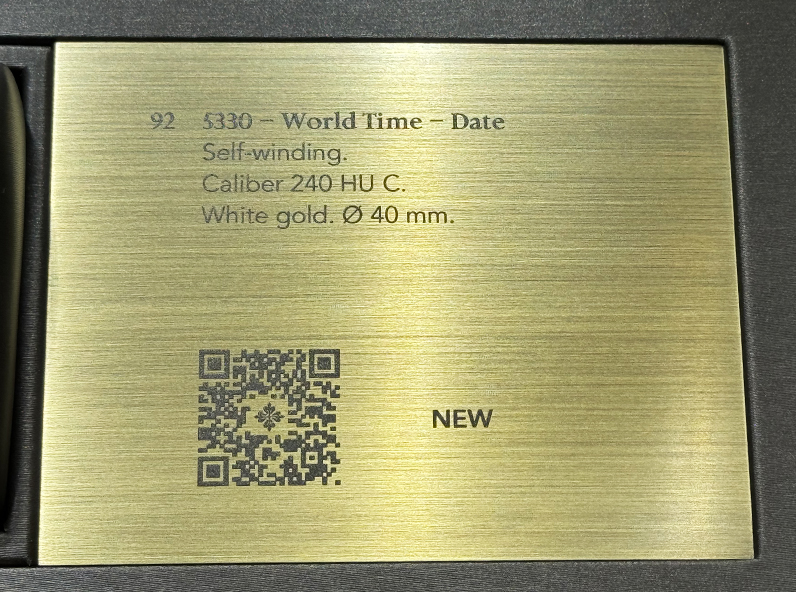 92 5330 – World Time – Date
Self-winding.
Caliber 240 HU C.
White gold. Ø 40 mm.
NEW